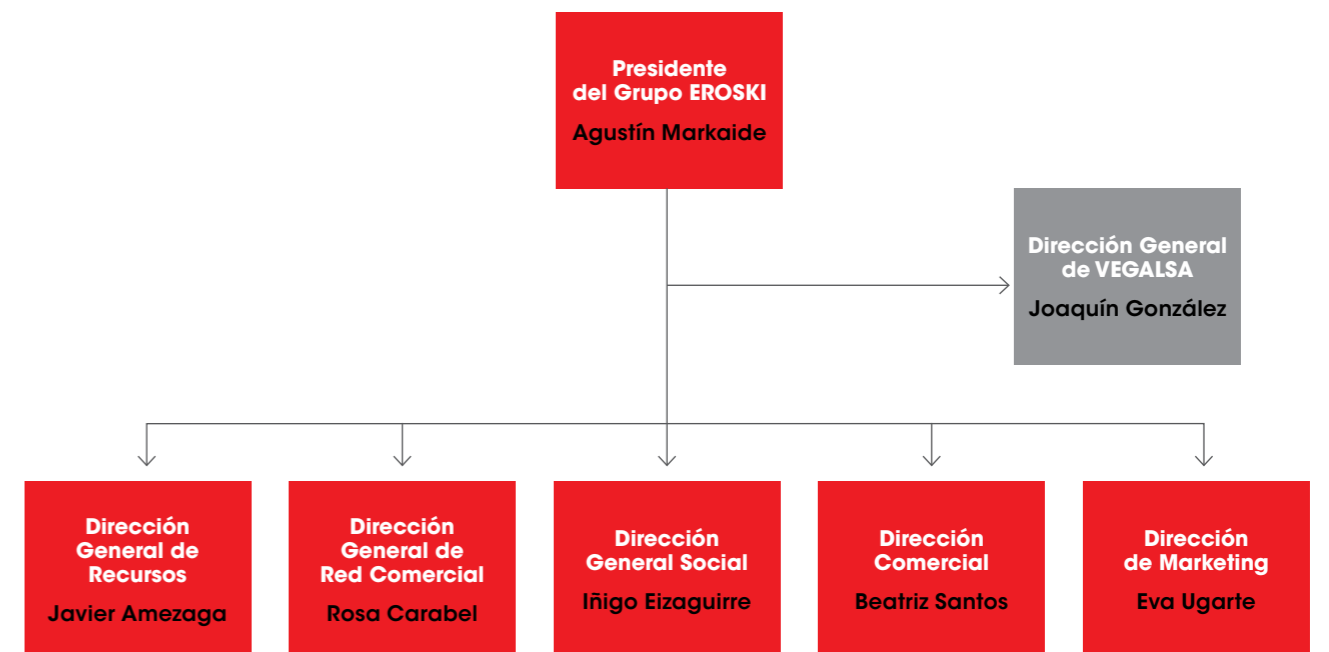 Presidente
del Grupo EROSKI
Agustín Markaide
Dirección General
de VEGALSA
Joaquín González
Dirección
General de
Recursos
Javier Amezaga
Dirección
General de
Red Comercial
Rosa Carabel
Dirección
General Social
Iñigo Eizaguirre
Dirección
Comercial
Beatriz Santos
Dirección
de Marketing
Eva Ugarte